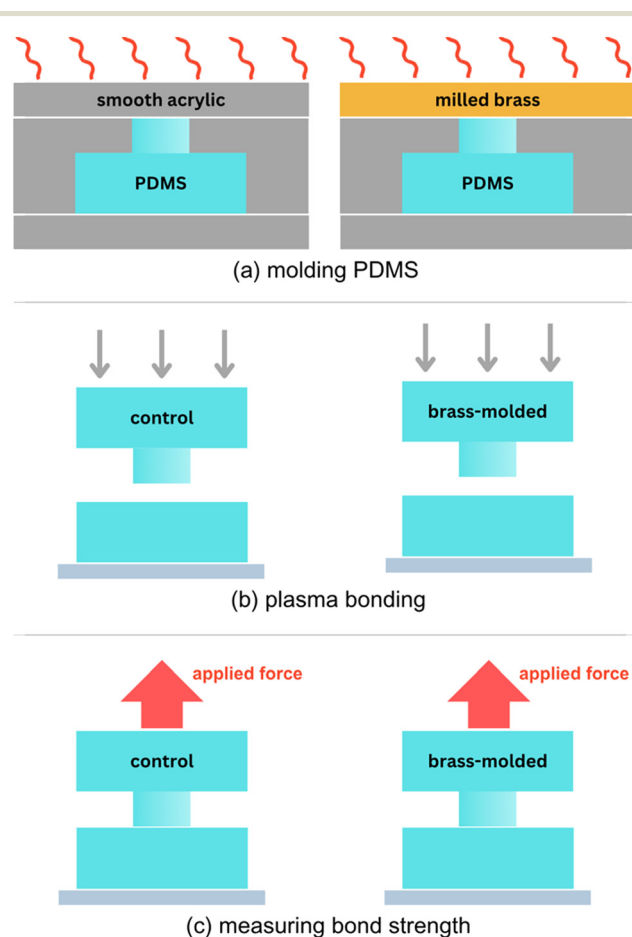 smooth acrylic
milled brass
PDMS
PDMS
(a) molding PDMS
control
brass-molded
(b) plasma bonding
applied force
applied force
control
brass-molded
(c) measuring bond strength